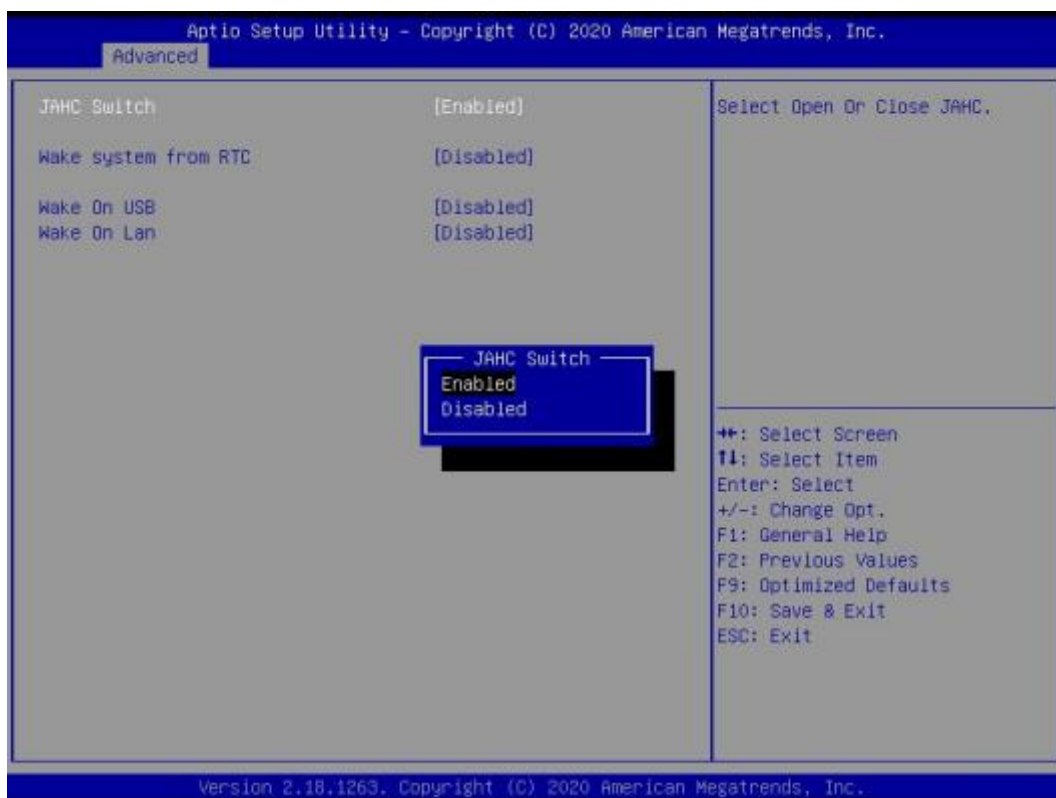 Aptio Setup Utility – Copyright (C) 2020 American Megatrends, Inc.
Advanced
JAHC Switch [Enabled]
Wake system from RTC [Disabled]
Wake On USB [Disabled]
Wake On Lan [Disabled]
JAHC Switch
Enabled
Disabled
Select Open Or Close JAHC.
→←: Select Screen
↑↓: Select Item
Enter: Select
+/-: Change Opt.
F1: General Help
F2: Previous Values
F9: Optimized Defaults
F10: Save & Exit
ESC: Exit
Version 2.18.1263. Copyright (C) 2020 American Megatrends, Inc.